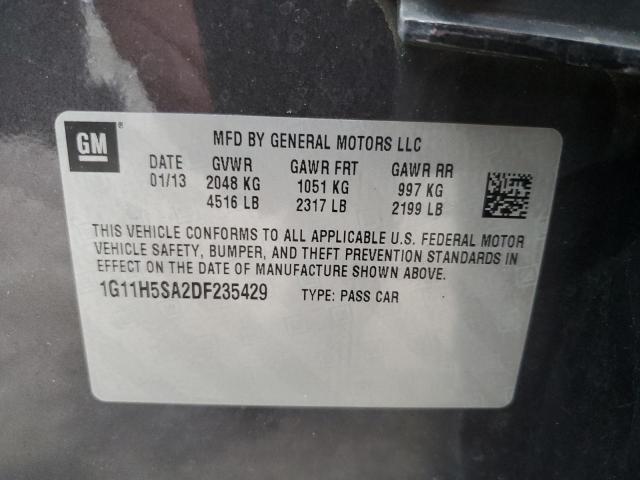 GM®
MFD BY GENERAL MOTORS LLC
DATE GVWR GAWR FRT GAWR RR
01/13 2048 KG 1051 KG 997 KG
4516 LB 2317 LB 2199 LB
THIS VEHICLE CONFORMS TO ALL APPLICABLE U.S. FEDERAL MOTOR
VEHICLE SAFETY, BUMPER, AND THEFT PREVENTION STANDARDS IN
EFFECT ON THE DATE OF MANUFACTURE SHOWN ABOVE.
1G11H5SA2DF235429 TYPE: PASS CAR